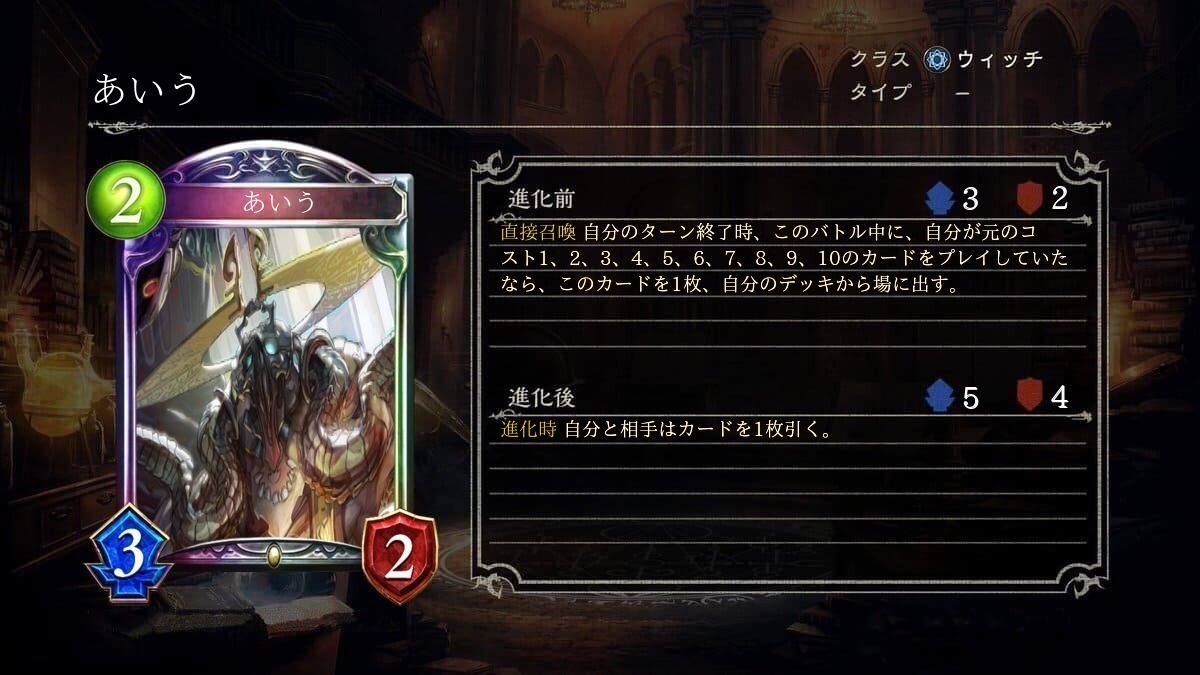 あいう
クラス ウィッチ
タイプ －
2
あいう
3
2
進化前 3 2
直接召喚 自分のターン終了時、このバトル中に、自分が元のコ
スト1、2、3、4、5、6、7、8、9、10のカードをプレイしていた
なら、このカードを1枚、自分のデッキから場に出す。
進化後 5 4
進化時 自分と相手はカードを1枚引く。